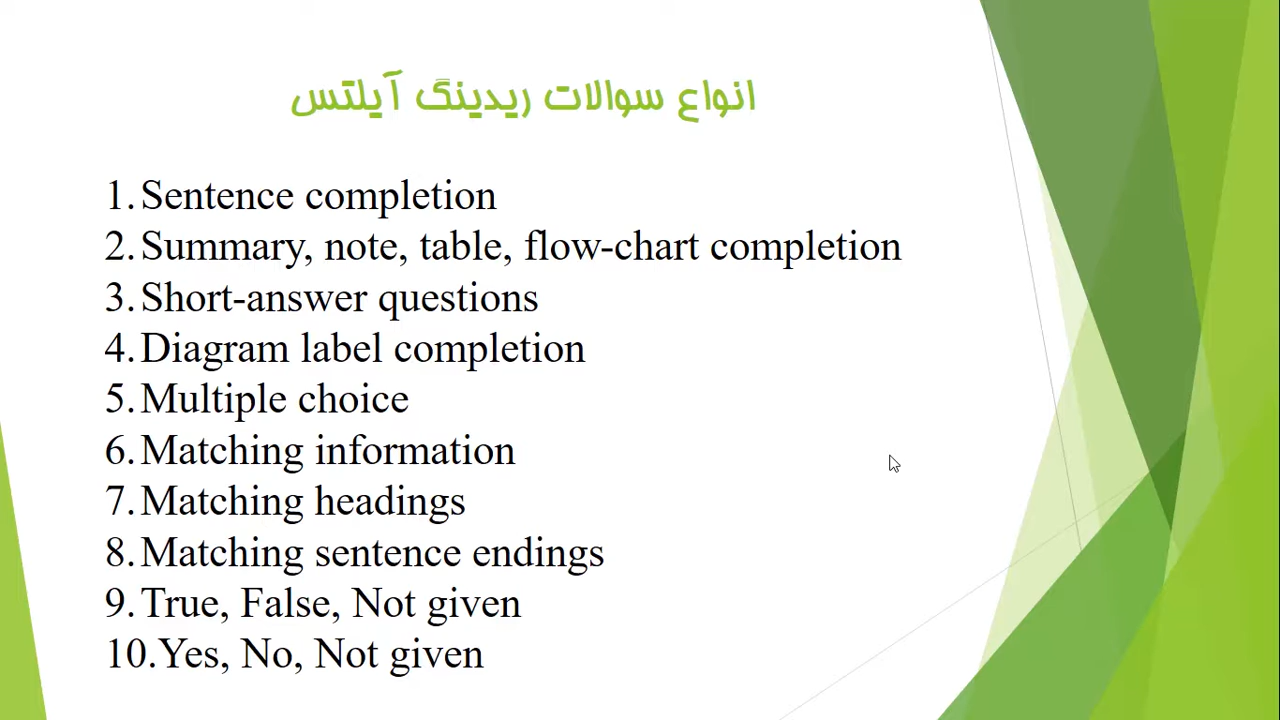 انواع سوالات ریدینگ آیلتس
1. Sentence completion
2. Summary, note, table, flow-chart completion
3. Short-answer questions
4. Diagram label completion
5. Multiple choice
6. Matching information
7. Matching headings
8. Matching sentence endings
9. True, False, Not given
10. Yes, No, Not given